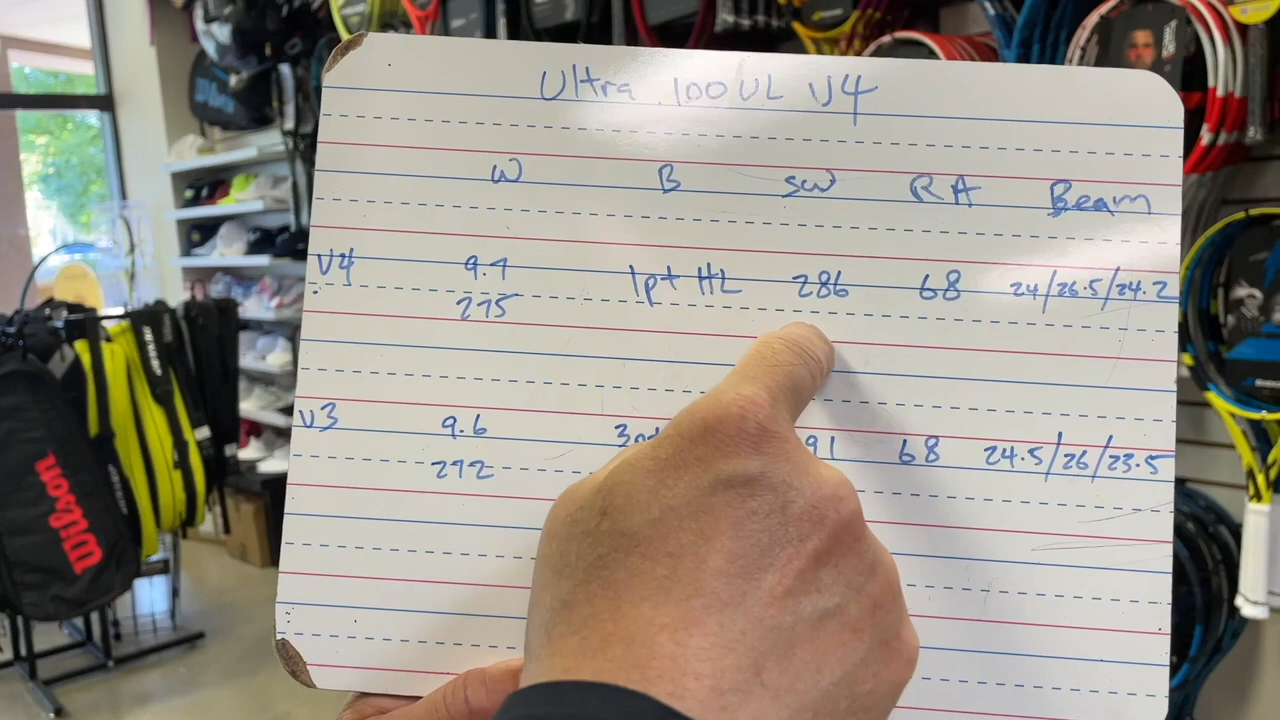 Ultra 100UL V4
W B SW RA Beam
V4 9.7 1pt HL 286 68 24/26.5/24.2
275
V3 9.6 91 68 24.5/26/23.5
272
Wilson